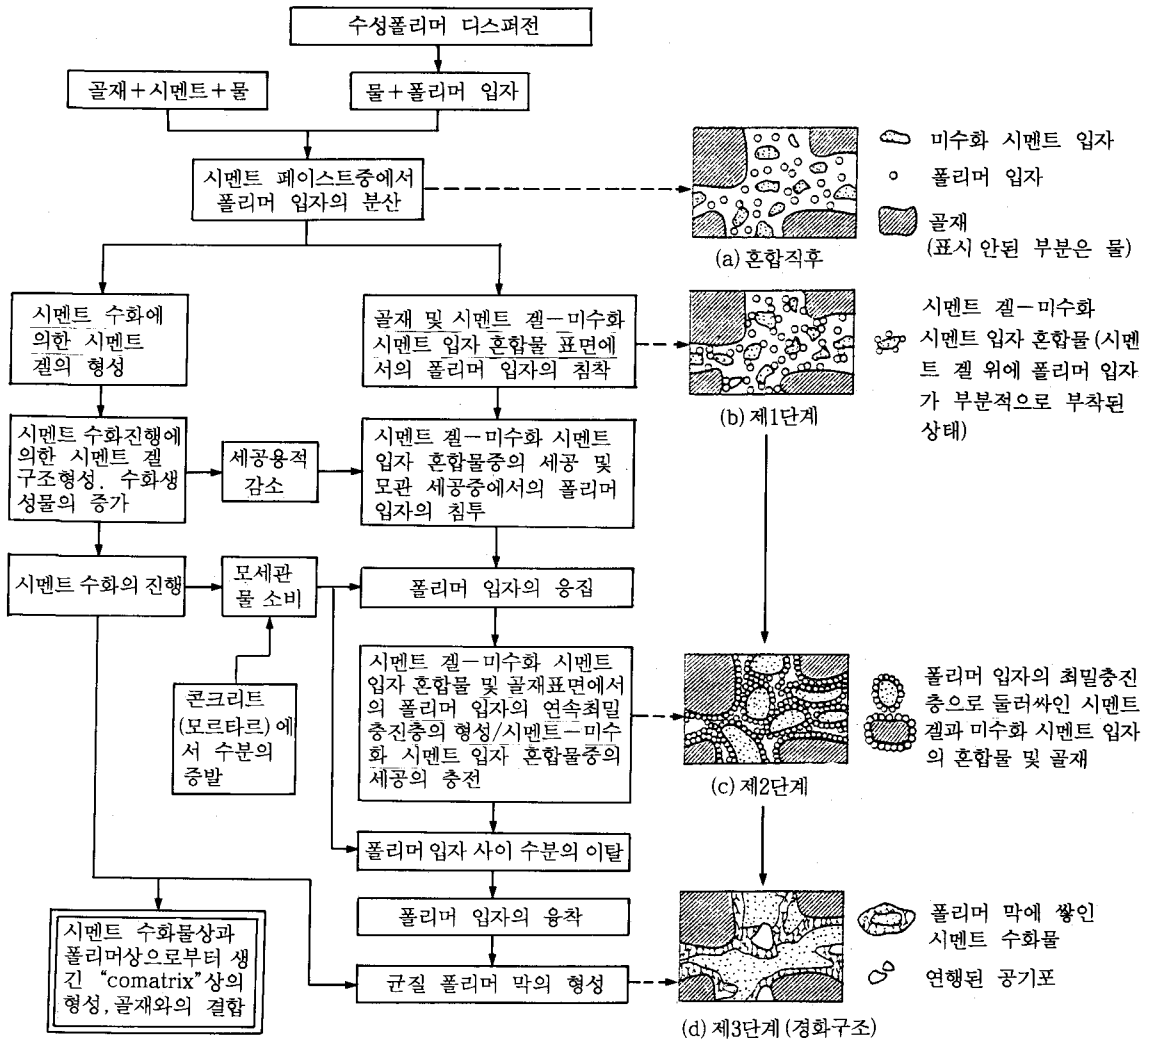 수성폴리머 디스퍼전
골재+시멘트+물
물+폴리머 입자
시멘트 페이스트중에서
폴리머 입자의 분산
미수화 시멘트 입자
폴리머 입자
골재
(표시 안된 부분은 물)
(a) 혼합직후
시멘트 수화에
의한 시멘트
겔의 형성
골재 및 시멘트 겔－미수화
시멘트 입자 혼합물 표면에
서의 폴리머 입자의 침착
시멘트 겔－미수화
시멘트 입자 혼합물(시멘
트 겔 위에 폴리머 입자
가 부분적으로 부착된
상태)
(b) 제1단계
시멘트 수화진행에
의한 시멘트 겔
구조형성. 수화생
성물의 증가
세공용적
감소
시멘트 겔－미수화 시멘트
입자 혼합물중의 세공 및
모관 세공중에서의 폴리머
입자의 침투
시멘트 수화의 진행
모세관
물 소비
폴리머 입자의 응집
콘크리트
(모르타르)에
서 수분의
증발
시멘트 겔－미수화 시멘트
입자 혼합물 및 골재표면에서
의 폴리머 입자의 연속최밀
충진층의 형성/시멘트－미수
화 시멘트 입자 혼합물중의
세공의 충전
폴리머 입자의 최밀충진
층으로 둘러싸인 시멘트
겔과 미수화 시멘트 입자
의 혼합물 및 골재
(c) 제2단계
폴리머 입자 사이 수분의 이탈
폴리머 입자의 융착
균질 폴리머 막의 형성
시멘트 수화물상과
폴리머상으로부터 생
긴 “comatrix”상의
형성, 골재와의 결합
폴리머 막에 쌓인
시멘트 수화물
연행된 공기포
(d) 제3단계 (경화구조)